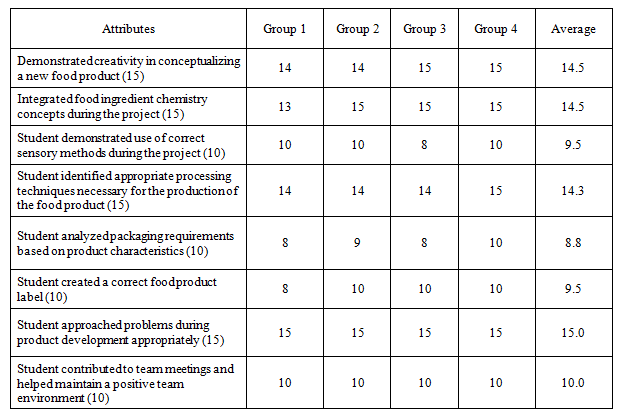 Attributes Group 1 Group 2 Group 3 Group 4 Average
Demonstrated creativity in conceptualizing
a new food product (15) 14 14 15 15 14.5
Integrated food ingredient chemistry
concepts during the project (15) 13 15 15 15 14.5
Student demonstrated use of correct
sensory methods during the project (10) 10 10 8 10 9.5
Student identified appropriate processing
techniques necessary for the production of
the food product (15) 14 14 14 15 14.3
Student analyzed packaging requirements
based on product characteristics (10) 8 9 8 10 8.8
Student created a correct food product
label (10) 8 10 10 10 9.5
Student approached problems during
product development appropriately (15) 15 15 15 15 15.0
Student contributed to team meetings and
helped maintain a positive team
environment (10) 10 10 10 10 10.0